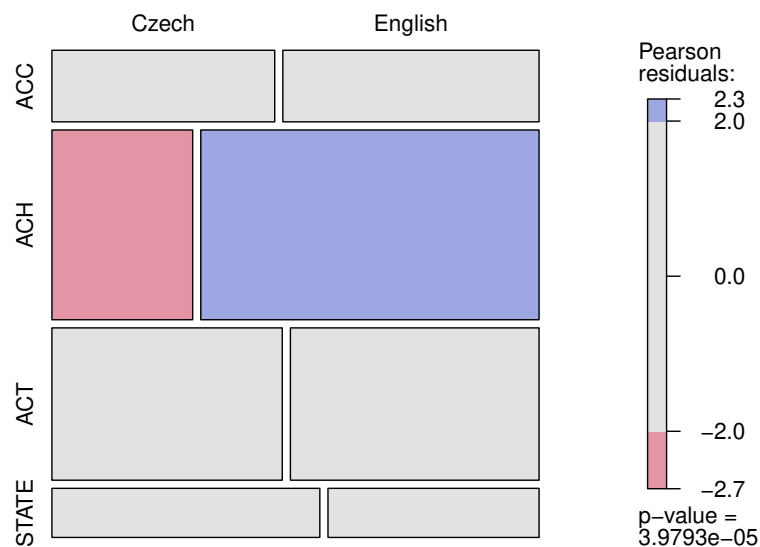 Czech English
ACC
ACH
ACT
STATE
Pearson
residuals:
2.3
2.0
0.0
−2.0
−2.7
p−value =
3.9793e−05